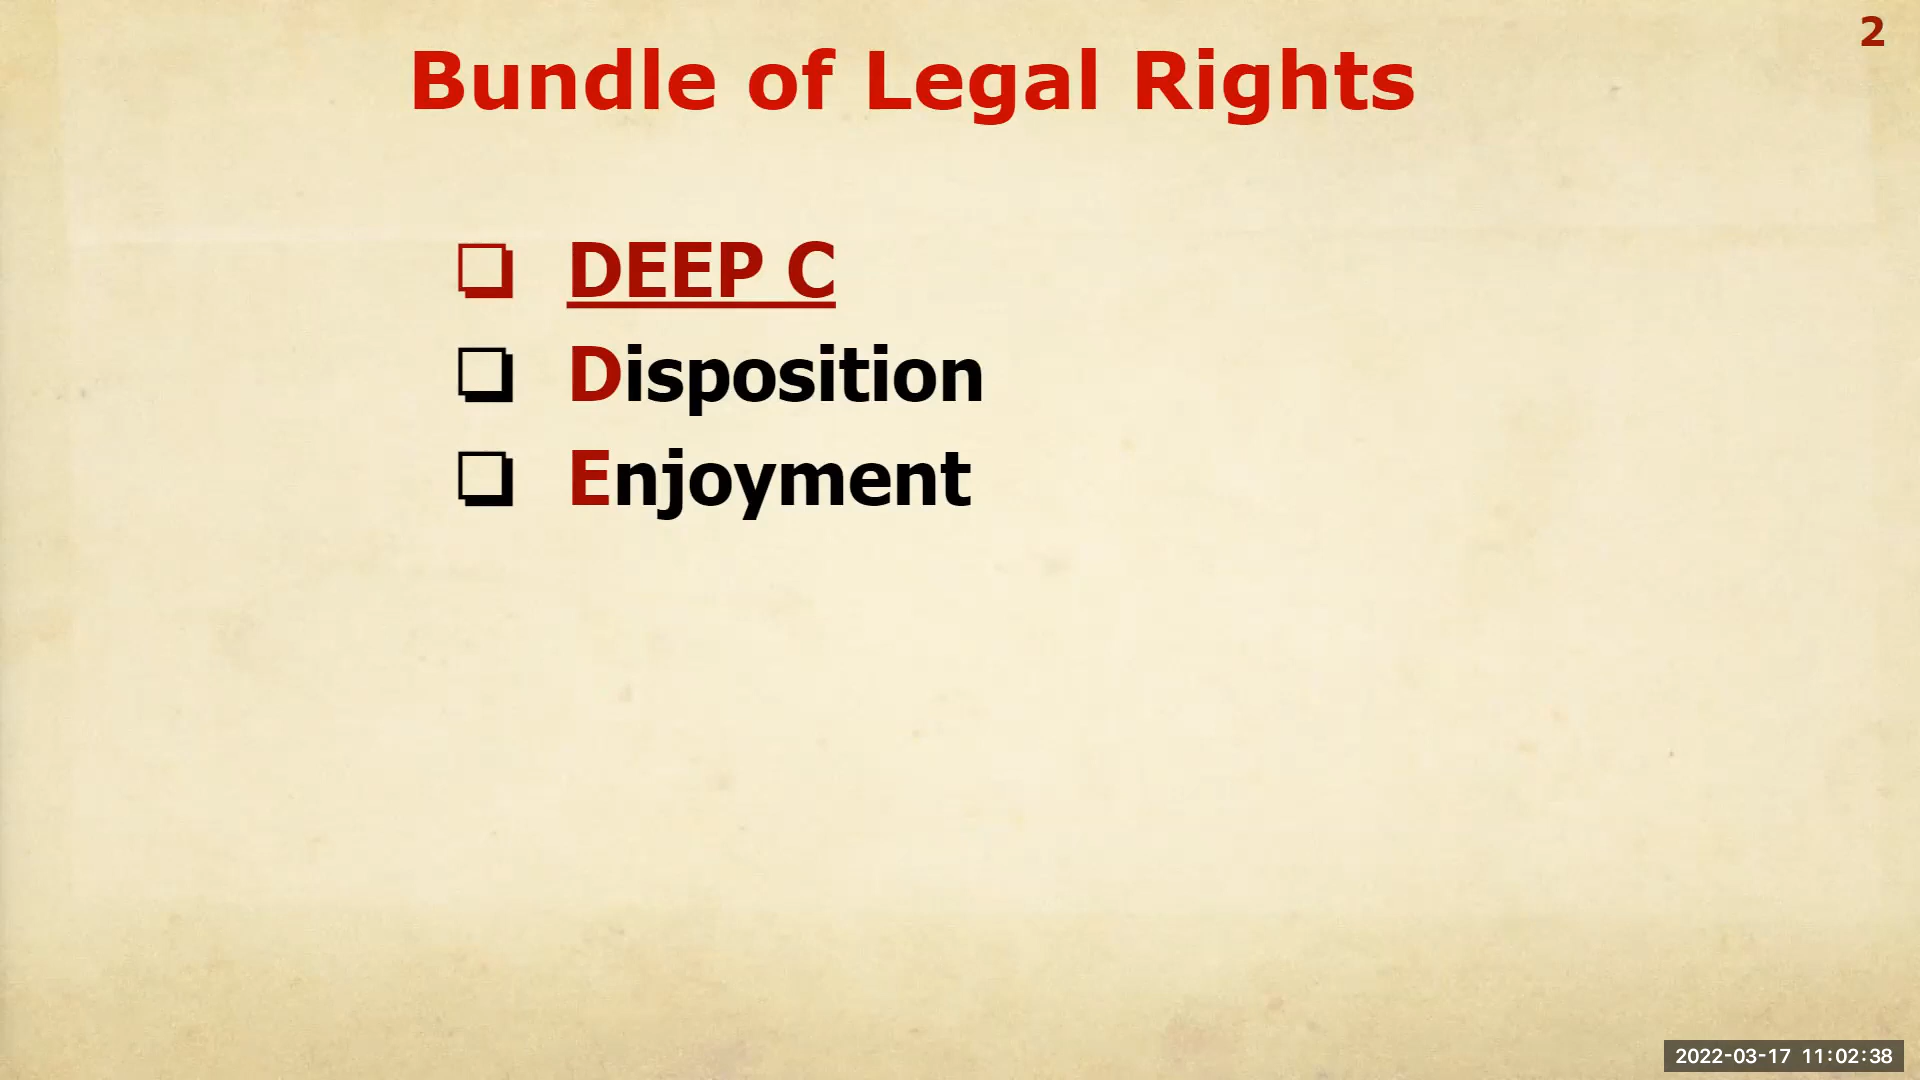 2
Bundle of Legal Rights
DEEP C
Disposition
Enjoyment
2022-03-17 11:02:38